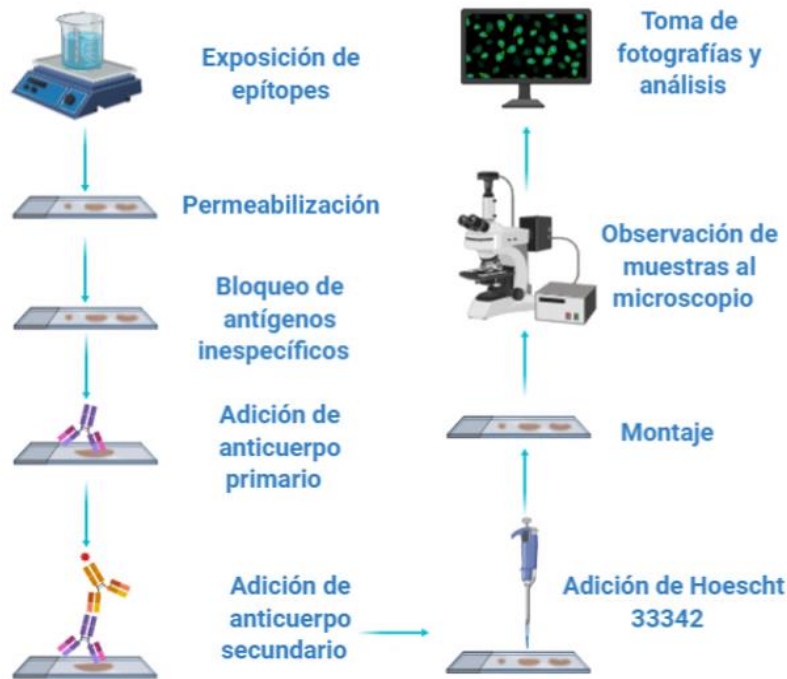 Exposición de
epítopes
Permeabilización
Bloqueo de
antígenos
inespecíficos
Adición de
anticuerpo
primario
Adición de
anticuerpo
secundario
Adición de Hoescht
33342
Montaje
Observación de
muestras al
microscopio
Toma de
fotografías y
análisis